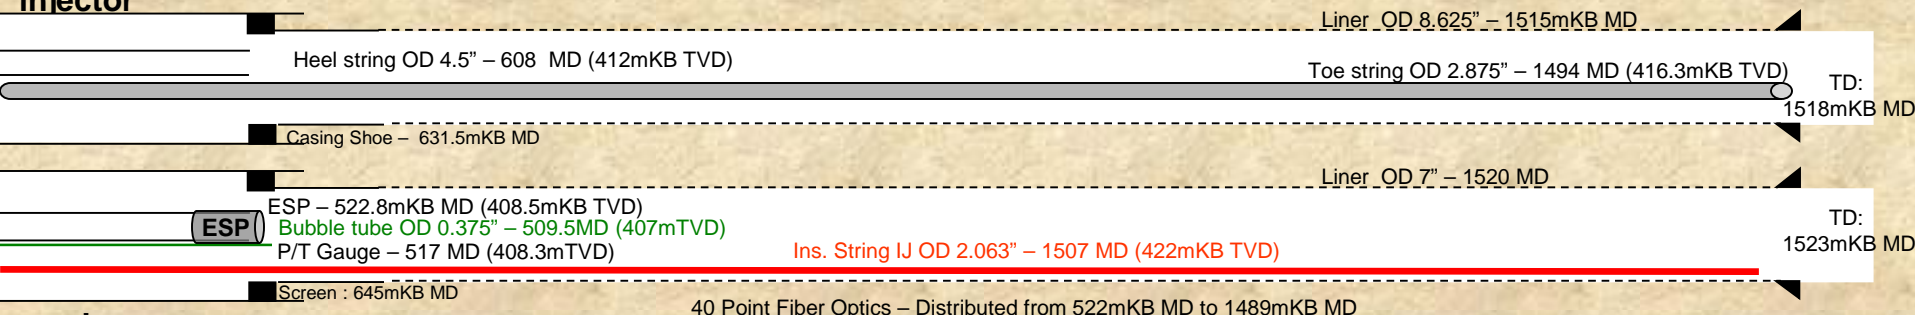 Injector
Liner OD 8.625” – 1515mKB MD
Heel string OD 4.5” – 608 MD (412mKB TVD)
Toe string OD 2.875” – 1494 MD (416.3mKB TVD)
TD:
1518mKB MD
Casing Shoe – 631.5mKB MD
Liner OD 7” – 1520 MD
ESP – 522.8mKB MD (408.5mKB TVD)
ESP
Bubble tube OD 0.375” – 509.5MD (407mTVD)
TD:
1523mKB MD
P/T Gauge – 517 MD (408.3mTVD)
Ins. String IJ OD 2.063” – 1507 MD (422mKB TVD)
Screen : 645mKB MD
40 Point Fiber Optics – Distributed from 522mKB MD to 1489mKB MD